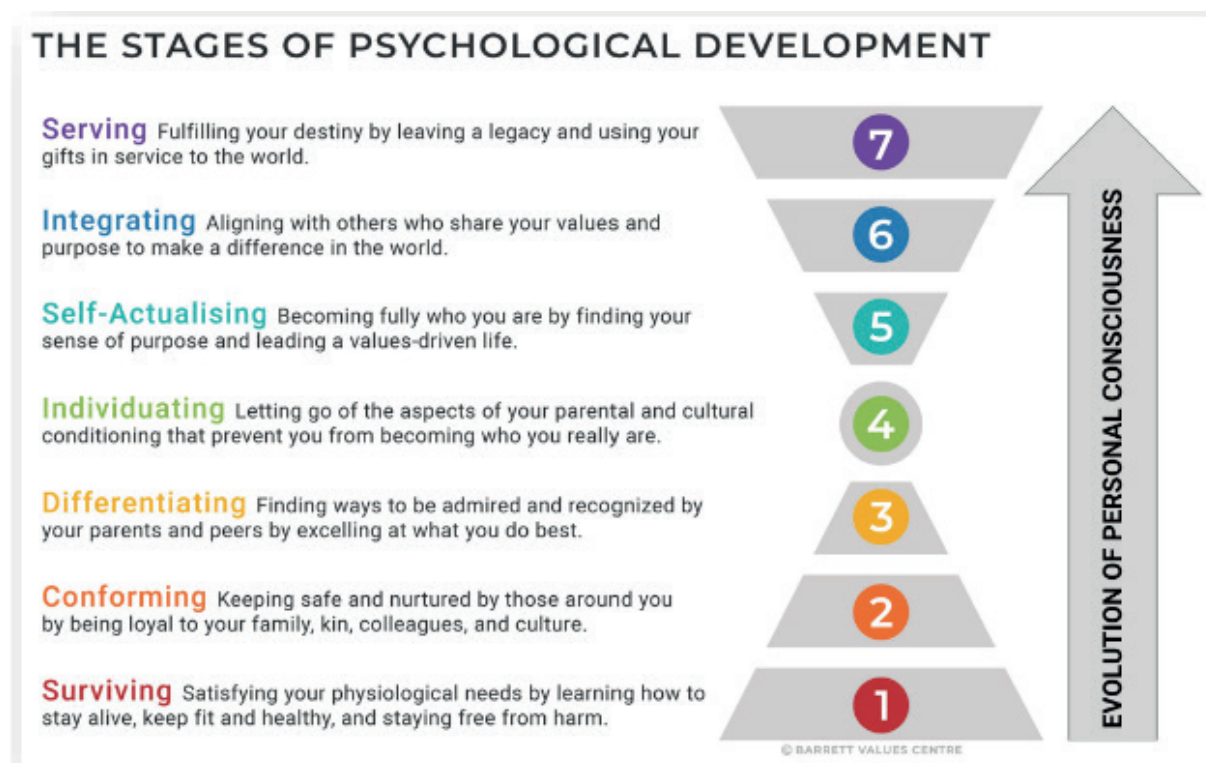 THE STAGES OF PSYCHOLOGICAL DEVELOPMENT
Serving Fulfilling your destiny by leaving a legacy and using your
gifts in service to the world.
7
Integrating Aligning with others who share your values and
purpose to make a difference in the world.
6
Self-Actualising Becoming fully who you are by finding your
sense of purpose and leading a values-driven life.
5
Individuating Letting go of the aspects of your parental and cultural
conditioning that prevent you from becoming who you really are.
4
Differentiating Finding ways to be admired and recognized by
your parents and peers by excelling at what you do best.
3
Conforming Keeping safe and nurtured by those around you
by being loyal to your family, kin, colleagues, and culture.
2
Surviving Satisfying your physiological needs by learning how to
stay alive, keep fit and healthy, and staying free from harm.
1
© BARRETT VALUES CENTRE
EVOLUTION OF PERSONAL CONSCIOUSNESS